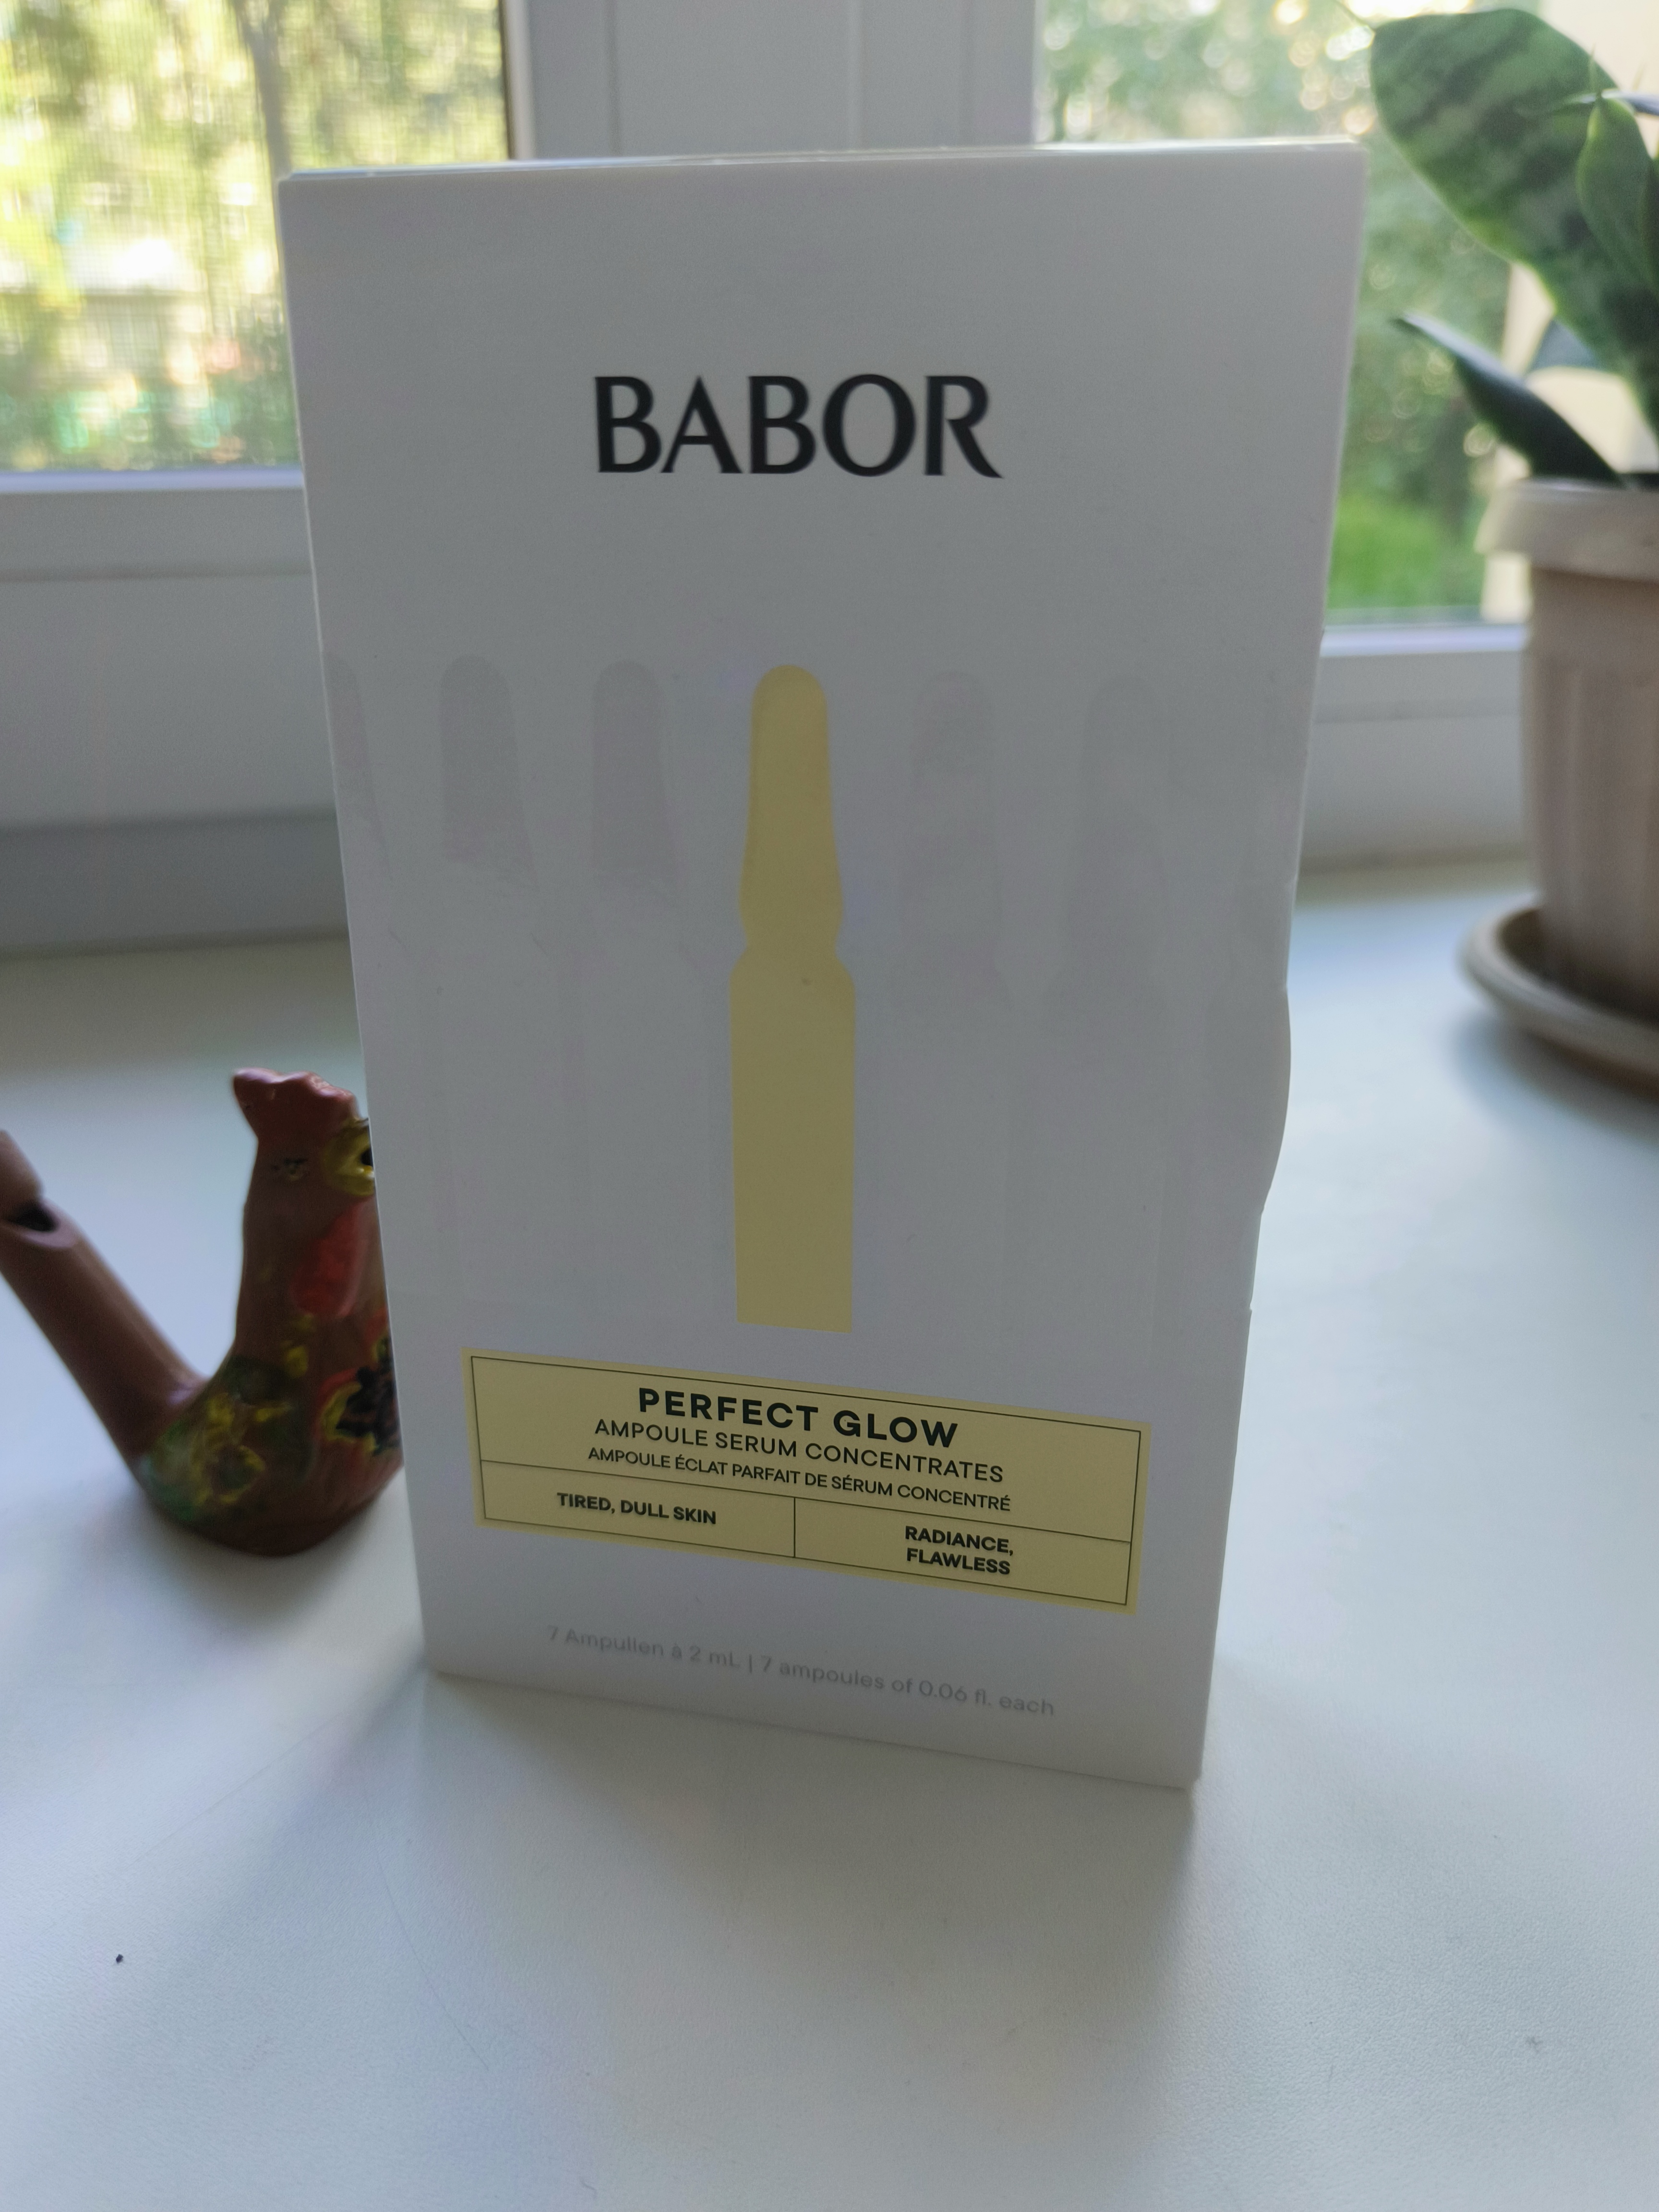 BABOR
PERFECT GLOW
AMPOULE SERUM CONCENTRATES
AMPOULE ÉCLAT PARFAIT DE SÉRUM CONCENTRÉ
TIRED, DULL SKIN
RADIANCE,
FLAWLESS
7 Ampullen à 2 mL | 7 ampoules of 0.06 fl. each